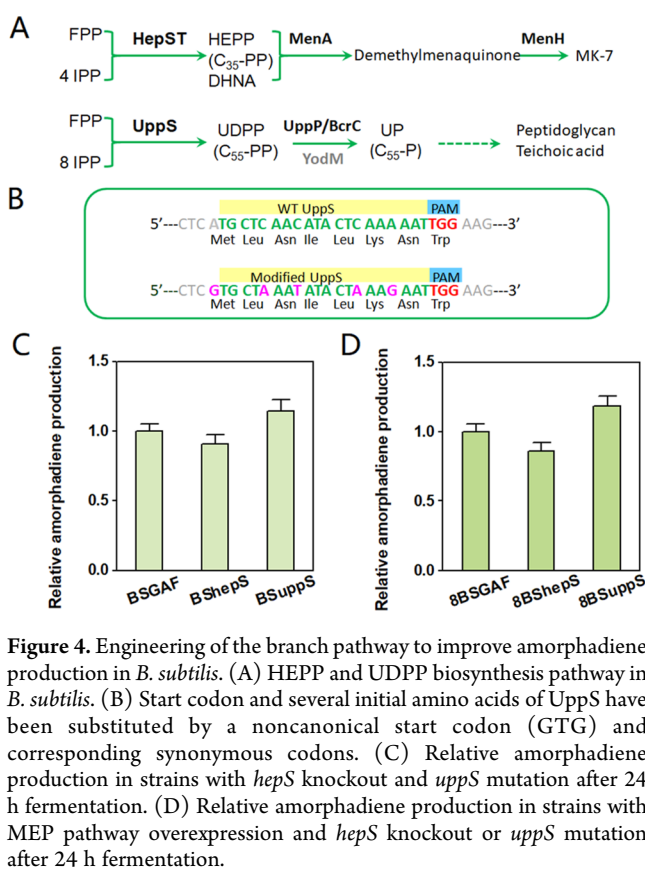 A
FPP
4 IPP
HepST
HEPP
(C35-PP)
DHNA
MenA
Demethylmenaquinone
MenH
MK-7
FPP
8 IPP
UppS
UDPP
(C55-PP)
UppP/BcrC
YodM
UP
(C55-P)
Peptidoglycan
Teichoic acid
B
WT UppS PAM
5’---CTC ATG CTC AAC ATA CTC AAA AAT TGG AAG---3’
Met Leu Asn Ile Leu Lys Asn Trp
Modified UppS PAM
5’---CTC GTG CTA AAT ATA CTA AAG AAT TGG AAG---3’
Met Leu Asn Ile Leu Lys Asn Trp
C
Relative amorphadiene production
1.5
1.0
0.5
0.0
BSGAF
BShepS
BSuppS
D
Relative amorphadiene production
1.5
1.0
0.5
0.0
8BSGAF
8BShepS
8BSuppS
Figure 4. Engineering of the branch pathway to improve amorphadiene
production in B. subtilis. (A) HEPP and UDPP biosynthesis pathway in
B. subtilis. (B) Start codon and several initial amino acids of UppS have
been substituted by a noncanonical start codon (GTG) and
corresponding synonymous codons. (C) Relative amorphadiene
production in strains with hepS knockout and uppS mutation after 24
h fermentation. (D) Relative amorphadiene production in strains with
MEP pathway overexpression and hepS knockout or uppS mutation
after 24 h fermentation.